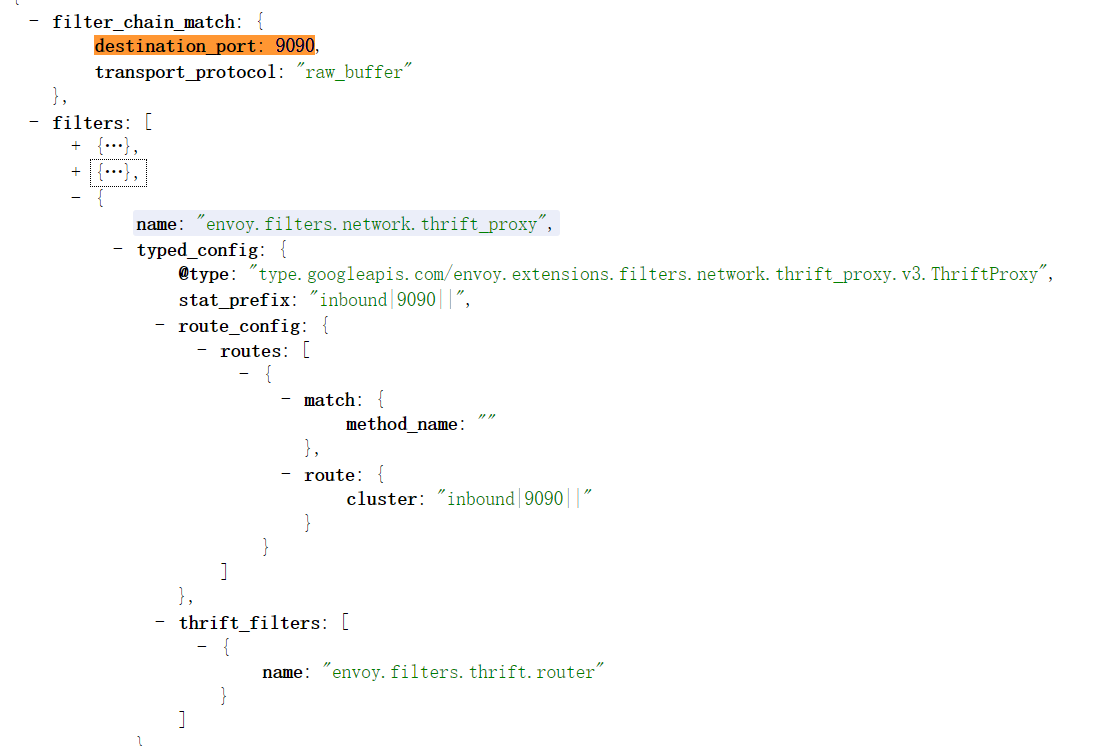 - filter_chain_match: {
destination_port: 9090,
transport_protocol: "raw_buffer"
},
- filters: [
+ {…},
+ {…},
- {
name: "envoy.filters.network.thrift_proxy",
- typed_config: {
@type: "type.googleapis.com/envoy.extensions.filters.network.thrift_proxy.v3.ThriftProxy",
stat_prefix: "inbound|9090||",
- route_config: {
- routes: [
- {
- match: {
method_name: ""
},
- route: {
cluster: "inbound|9090||"
}
}
]
},
- thrift_filters: [
- {
name: "envoy.filters.thrift.router"
}
]
}